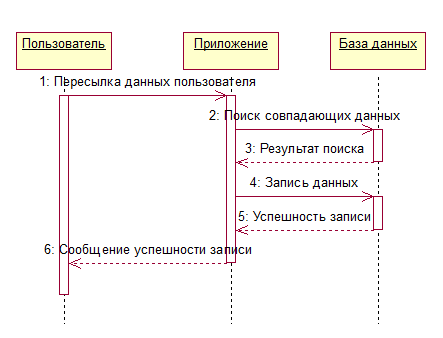 Пользователь
Приложение
База данных
1: Пересылка данных пользователя
2: Поиск совпадающих данных
3: Результат поиска
4: Запись данных
5: Успешность записи
6: Сообщение успешности записи